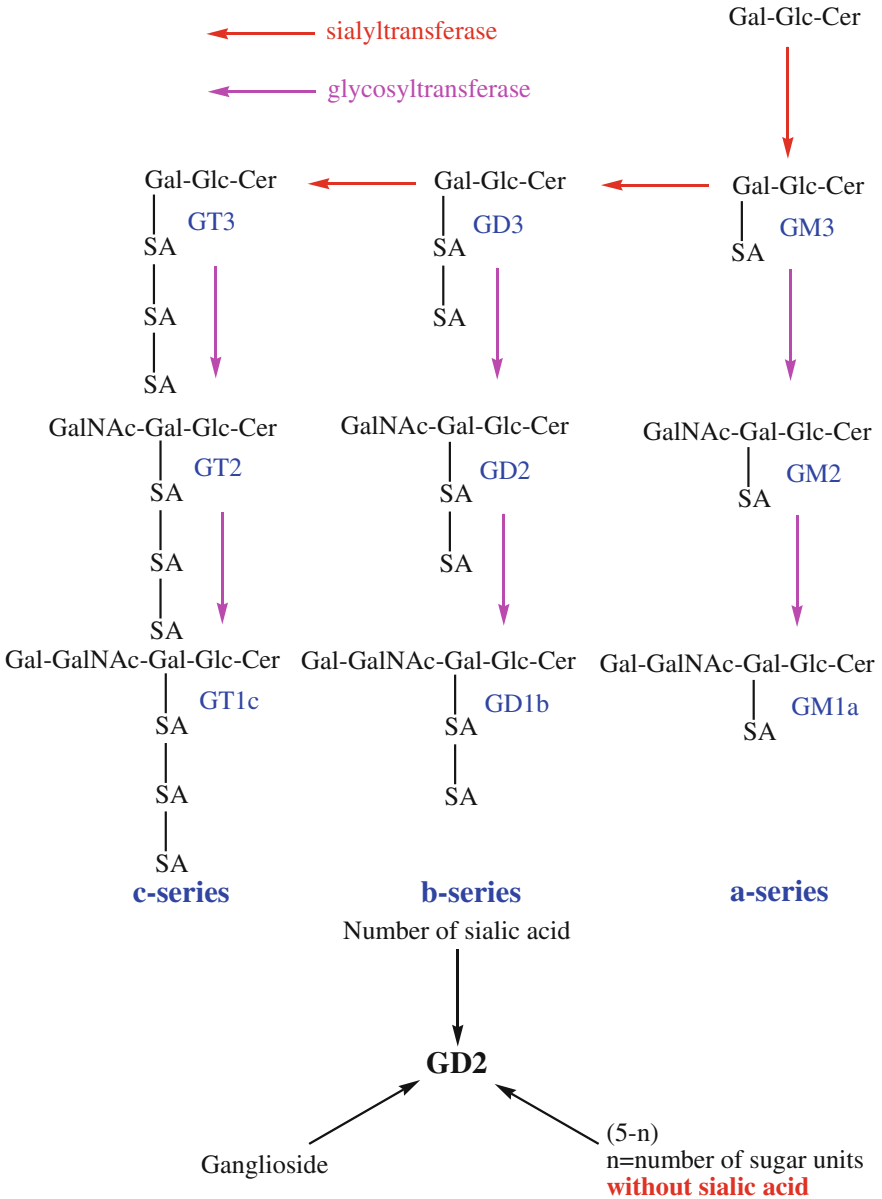 Gal-Glc-Cer
sialyltransferase
glycosyltransferase
Gal-Glc-Cer
Gal-Glc-Cer
Gal-Glc-Cer
GT3
GD3
GM3
SA
SA
SA
SA
SA
SA
GalNAc-Gal-Glc-Cer
GalNAc-Gal-Glc-Cer
GalNAc-Gal-Glc-Cer
GT2
GD2
GM2
SA
SA
SA
SA
SA
SA
Gal-GalNAc-Gal-Glc-Cer
Gal-GalNAc-Gal-Glc-Cer
Gal-GalNAc-Gal-Glc-Cer
GT1c
GD1b
GM1a
SA
SA
SA
SA
SA
SA
c-series
b-series
a-series
Number of sialic acid
GD2
Ganglioside
(5-n)
n=number of sugar units
without sialic acid